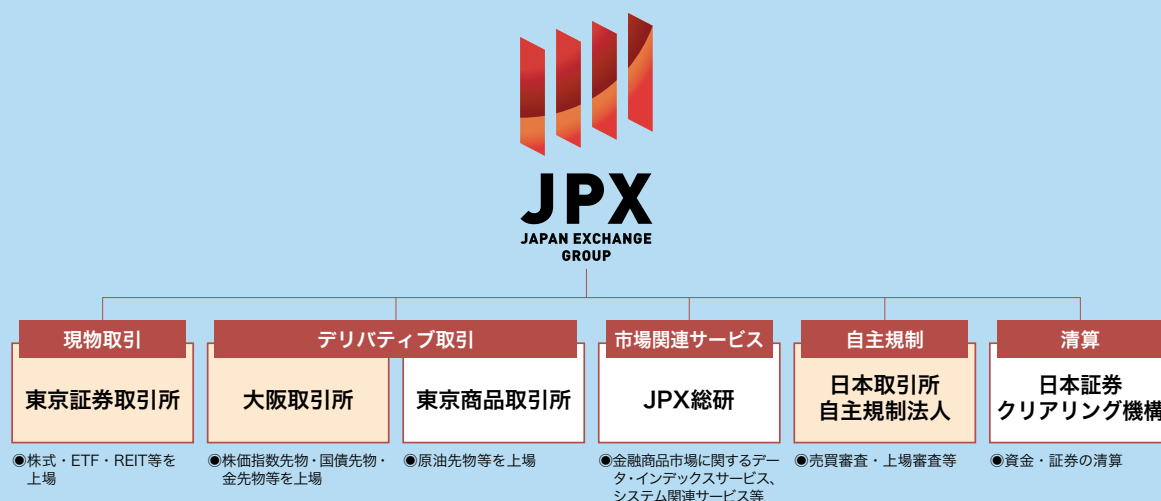 JPX
JAPAN EXCHANGE
GROUP
現物取引
東京証券取引所
◉株式・ETF・REIT等を
上場
デリバティブ取引
大阪取引所
◉株価指数先物・国債先物・
金先物等を上場
東京商品取引所
◉原油先物等を上場
市場関連サービス
JPX総研
◉金融商品市場に関するデー
タ・インデックスサービス、
システム関連サービス等
自主規制
日本取引所
自主規制法人
◉売買審査・上場審査等
清算
日本証券
クリアリング機構
◉資金・証券の清算